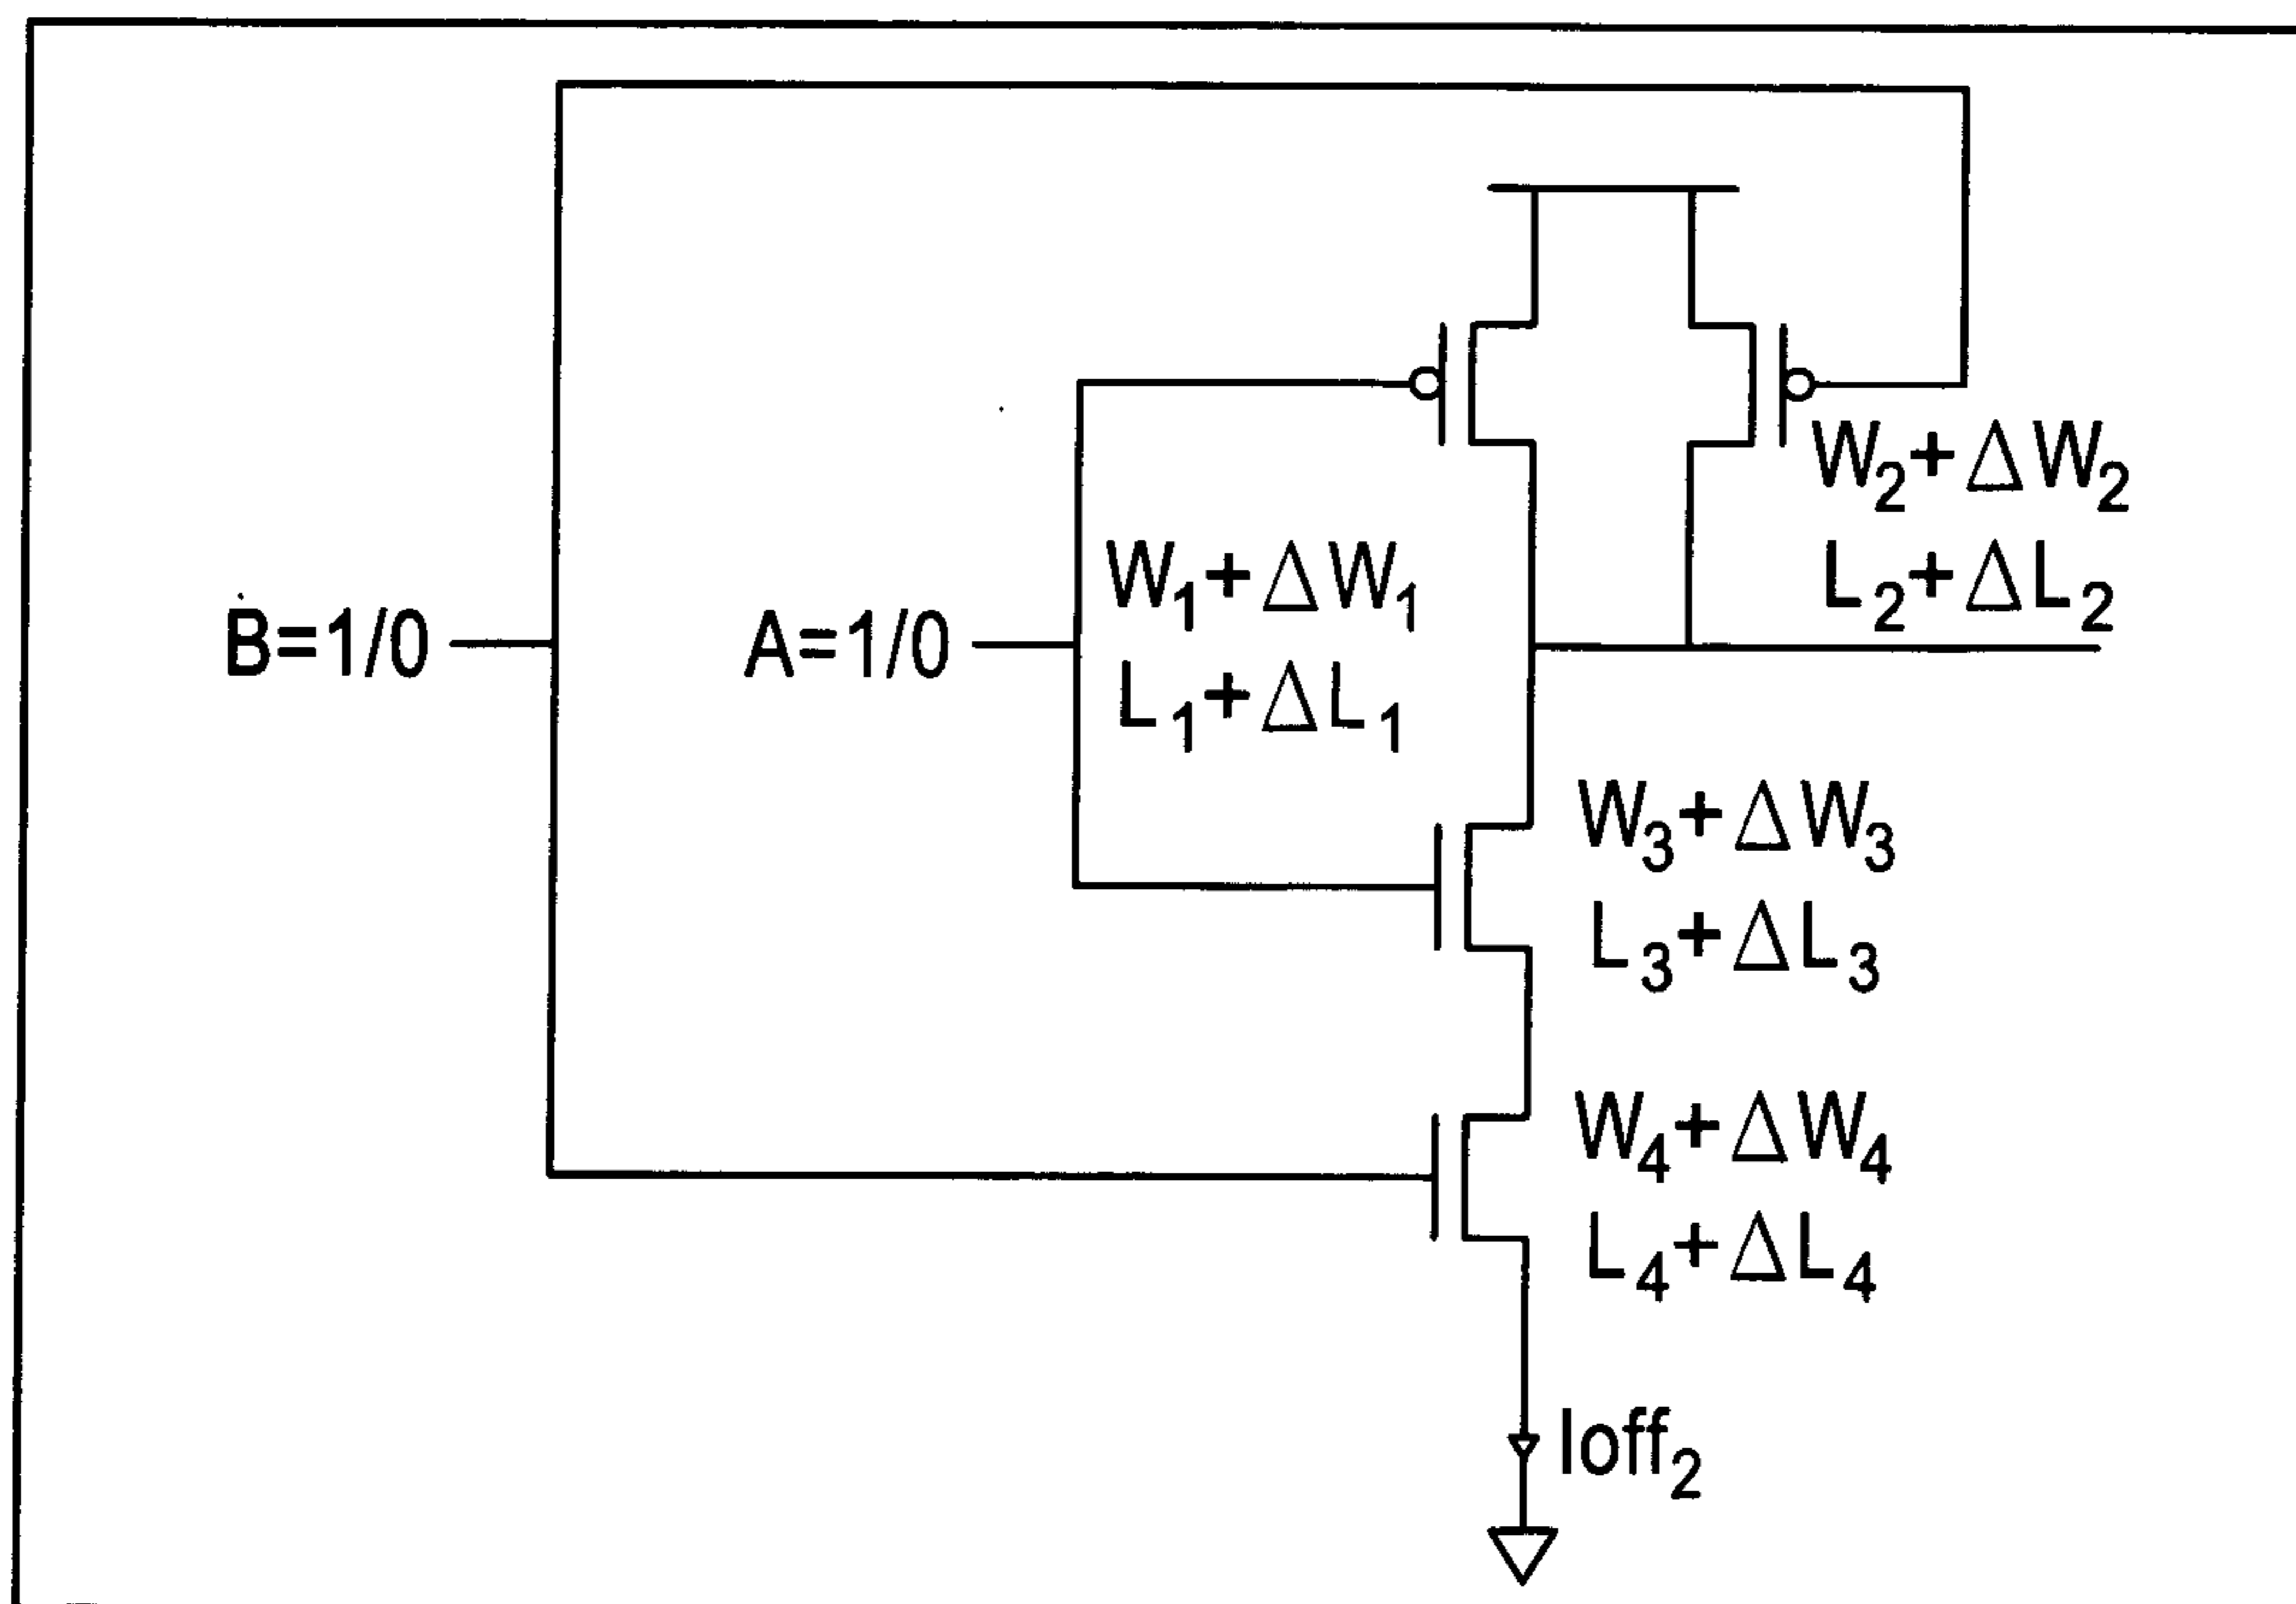 W₂+ΔW₂
L₂+ΔL₂
B=1/0
A=1/0
W₁+ΔW₁
L₁+ΔL₁
W₃+ΔW₃
L₃+ΔL₃
W₄+ΔW₄
L₄+ΔL₄
Ioff₂